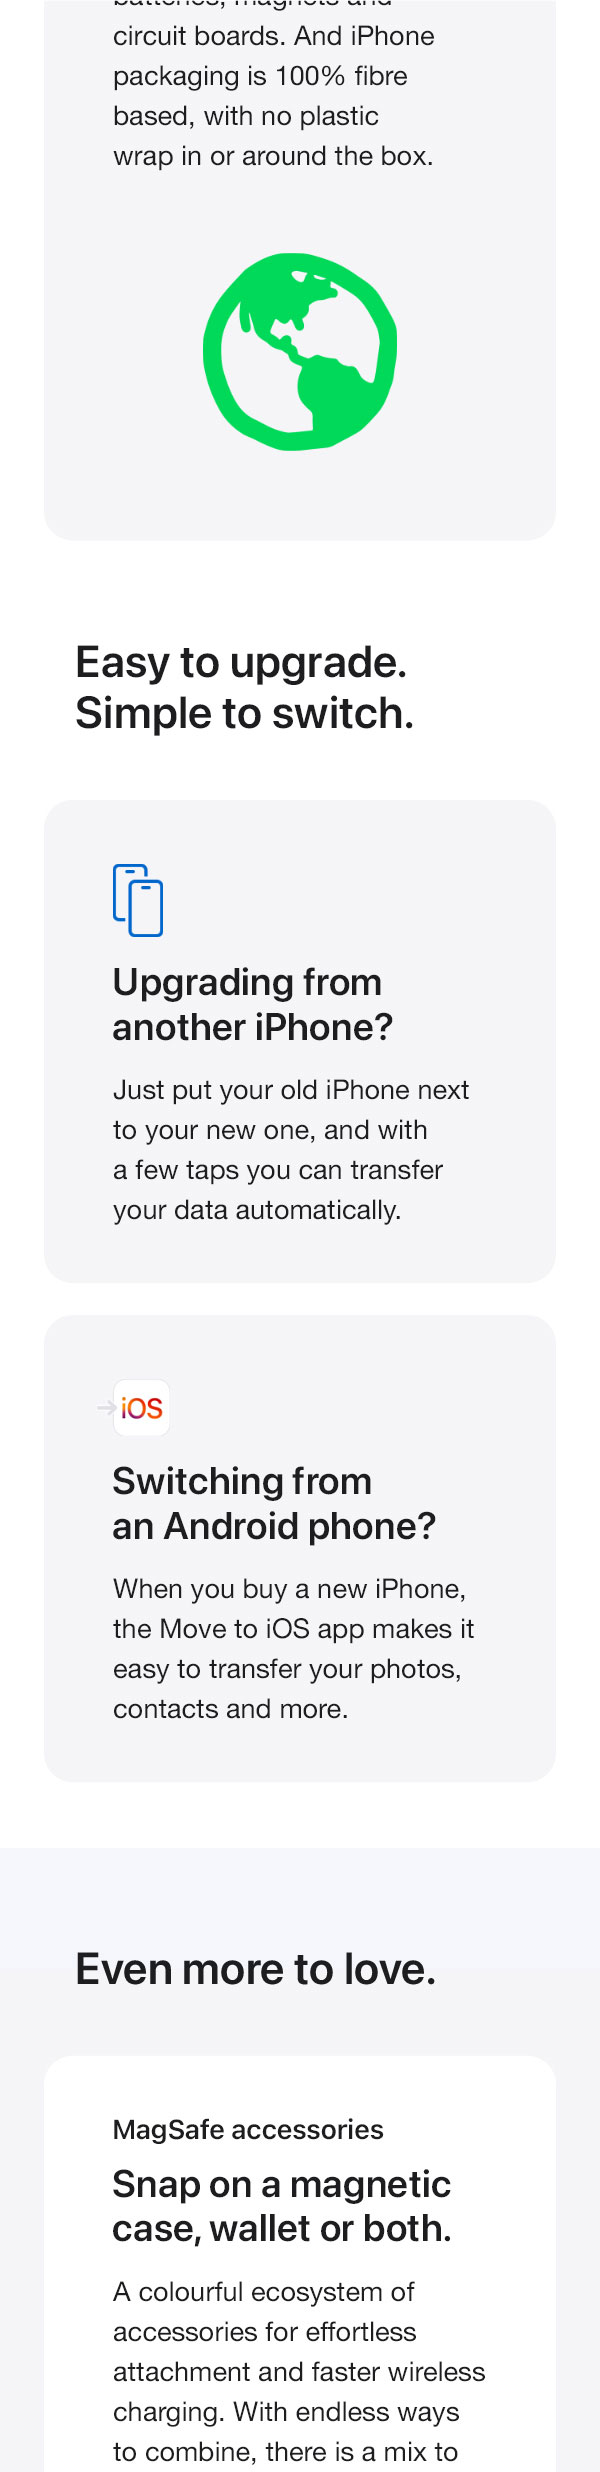 batteries, magnets and
circuit boards. And iPhone
packaging is 100% fibre
based, with no plastic
wrap in or around the box.
Easy to upgrade.
Simple to switch.
Upgrading from
another iPhone?
Just put your old iPhone next
to your new one, and with
a few taps you can transfer
your data automatically.
iOS
Switching from
an Android phone?
When you buy a new iPhone,
the Move to iOS app makes it
easy to transfer your photos,
contacts and more.
Even more to love.
MagSafe accessories
Snap on a magnetic
case, wallet or both.
A colourful ecosystem of
accessories for effortless
attachment and faster wireless
charging. With endless ways
to combine, there is a mix to